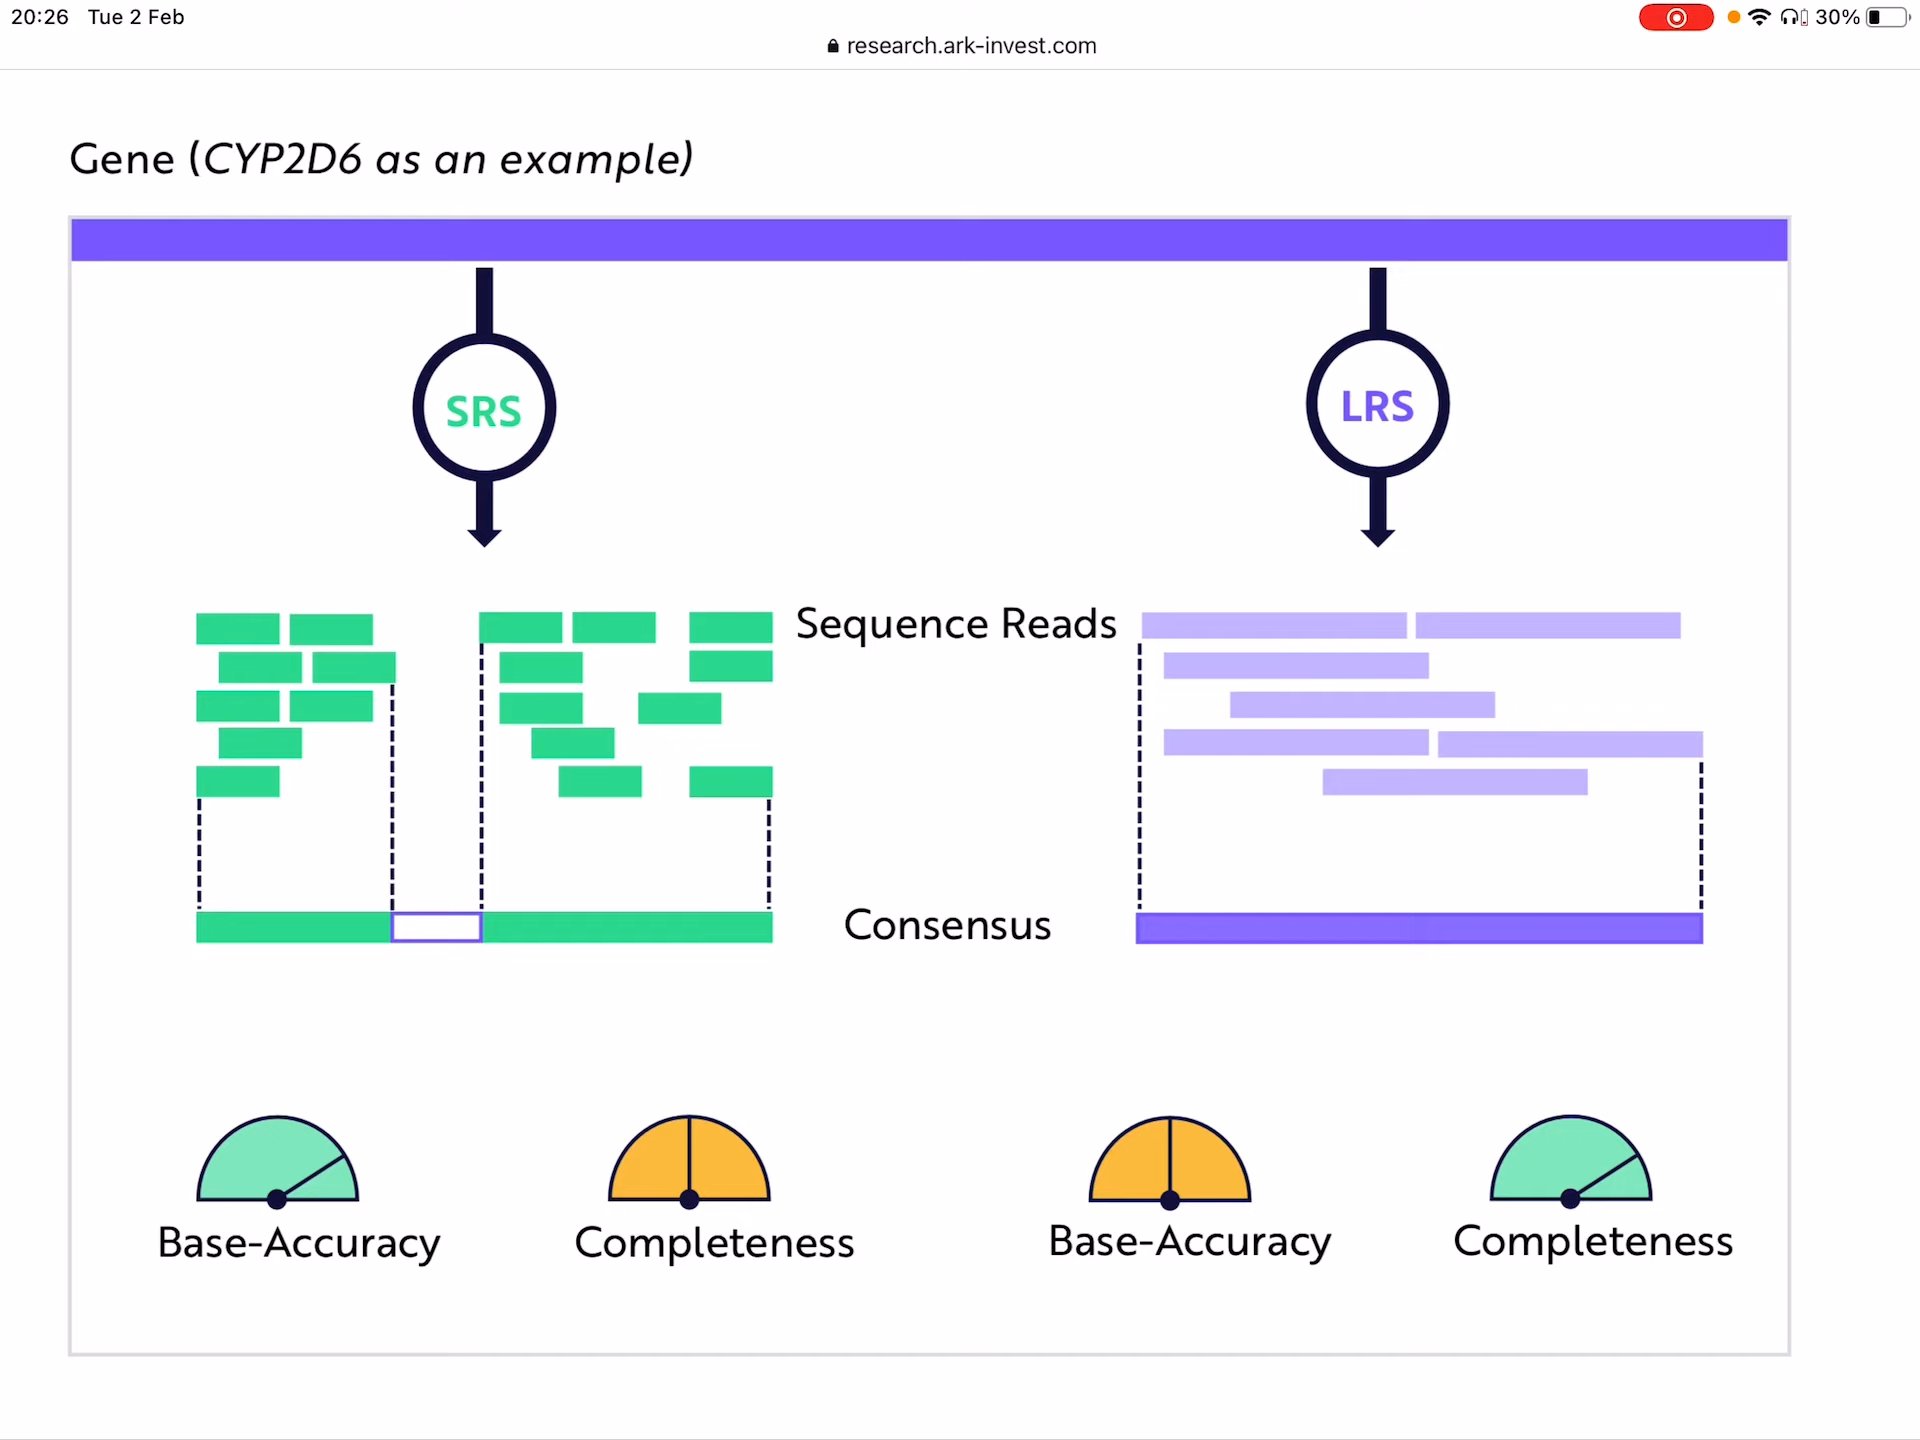 20:26 Tue 2 Feb
30%
research.ark-invest.com
Gene (CYP2D6 as an example)
SRS
LRS
Sequence Reads
Consensus
Base-Accuracy
Completeness
Base-Accuracy
Completeness